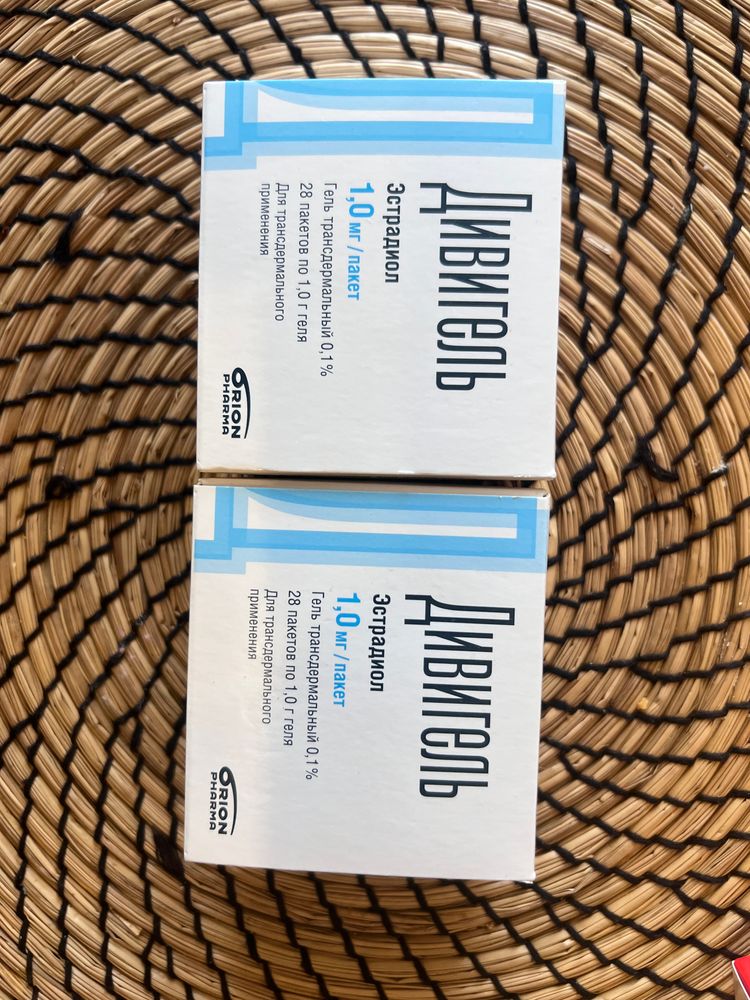 Дивигель
Эстрадиол
1,0 мг / пакет
Гель трансдермальный 0,1%
28 пакетов по 1,0 г геля
Для трансдермального
применения
ORION
PHARMA
Дивигель
Эстрадиол
1,0 мг / пакет
Гель трансдермальный 0,1%
28 пакетов по 1,0 г геля
Для трансдермального
применения
ORION
PHARMA